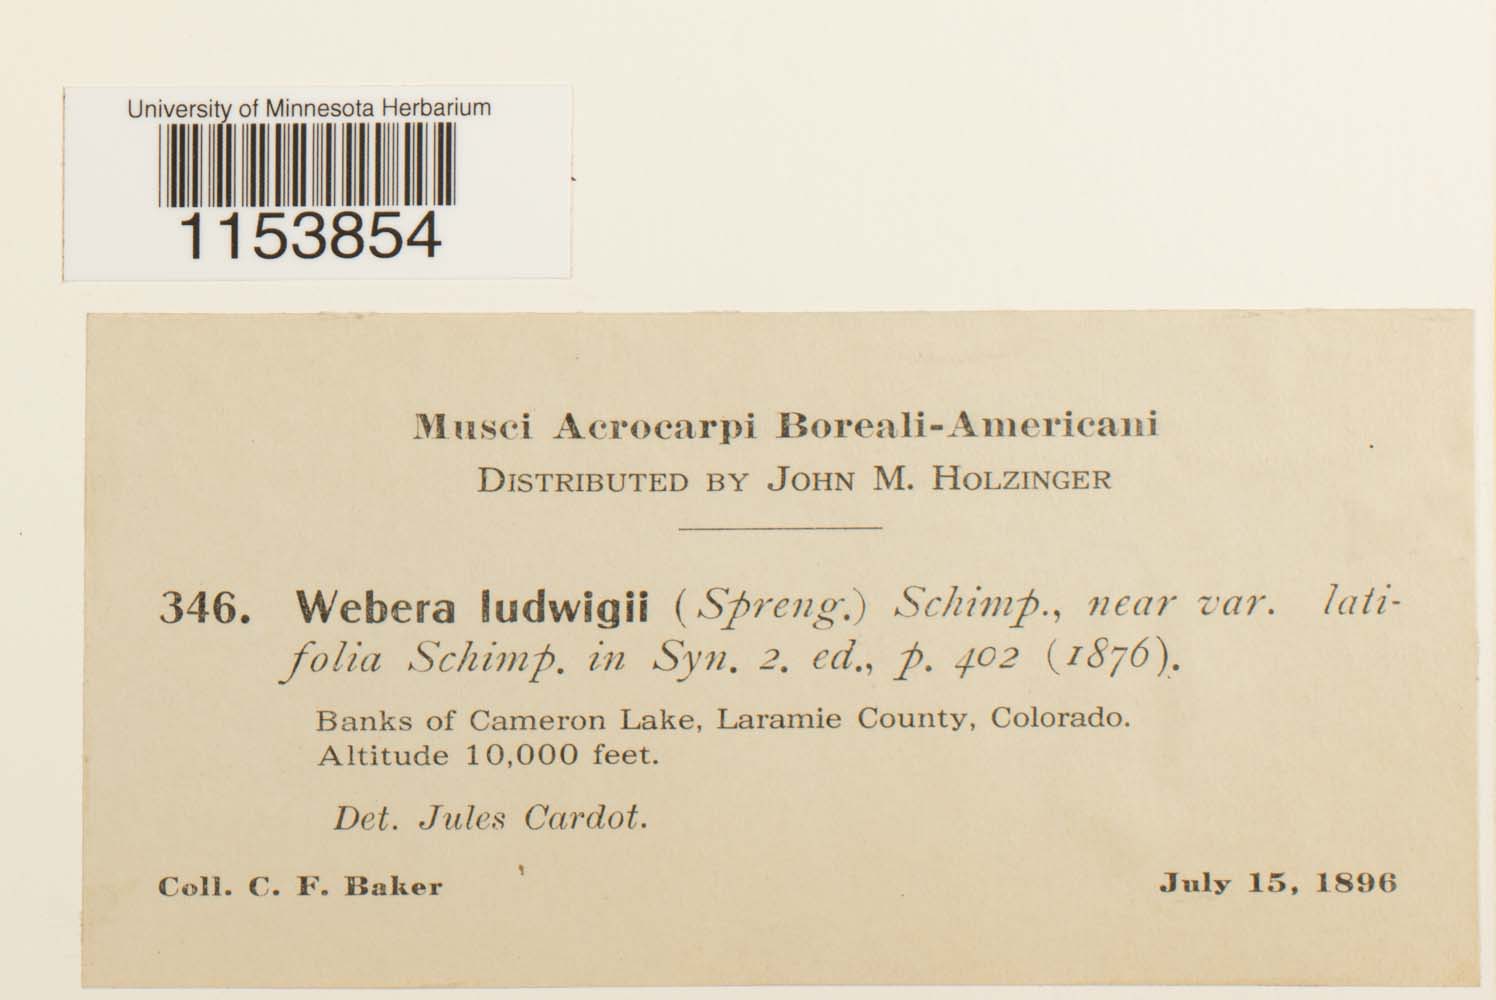 University of Minnesota Herbarium
1153854
Musci Acrocarpi Boreali-Americani
Distributed by John M. Holzinger
346. Webera ludwigii (Spreng.) Schimp., near var. lati-
folia Schimp. in Syn. 2. ed., p. 402 (1876).
Banks of Cameron Lake, Laramie County, Colorado.
Altitude 10,000 feet.
Det. Jules Cardot.
Coll. C. F. Baker July 15, 1896